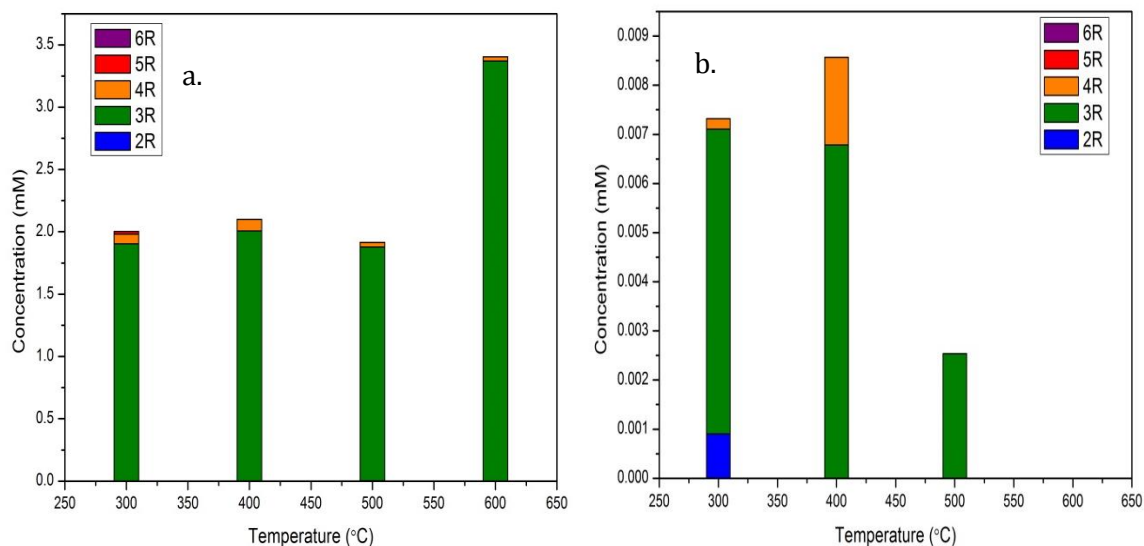 a.
6R
5R
4R
3R
2R
Concentration (mM)
3.5
3.0
2.5
2.0
1.5
1.0
0.5
0.0
250 300 350 400 450 500 550 600 650
Temperature (°C)
b.
6R
5R
4R
3R
2R
Concentration (mM)
0.009
0.008
0.007
0.006
0.005
0.004
0.003
0.002
0.001
0.000
250 300 350 400 450 500 550 600 650
Temperature (°C)